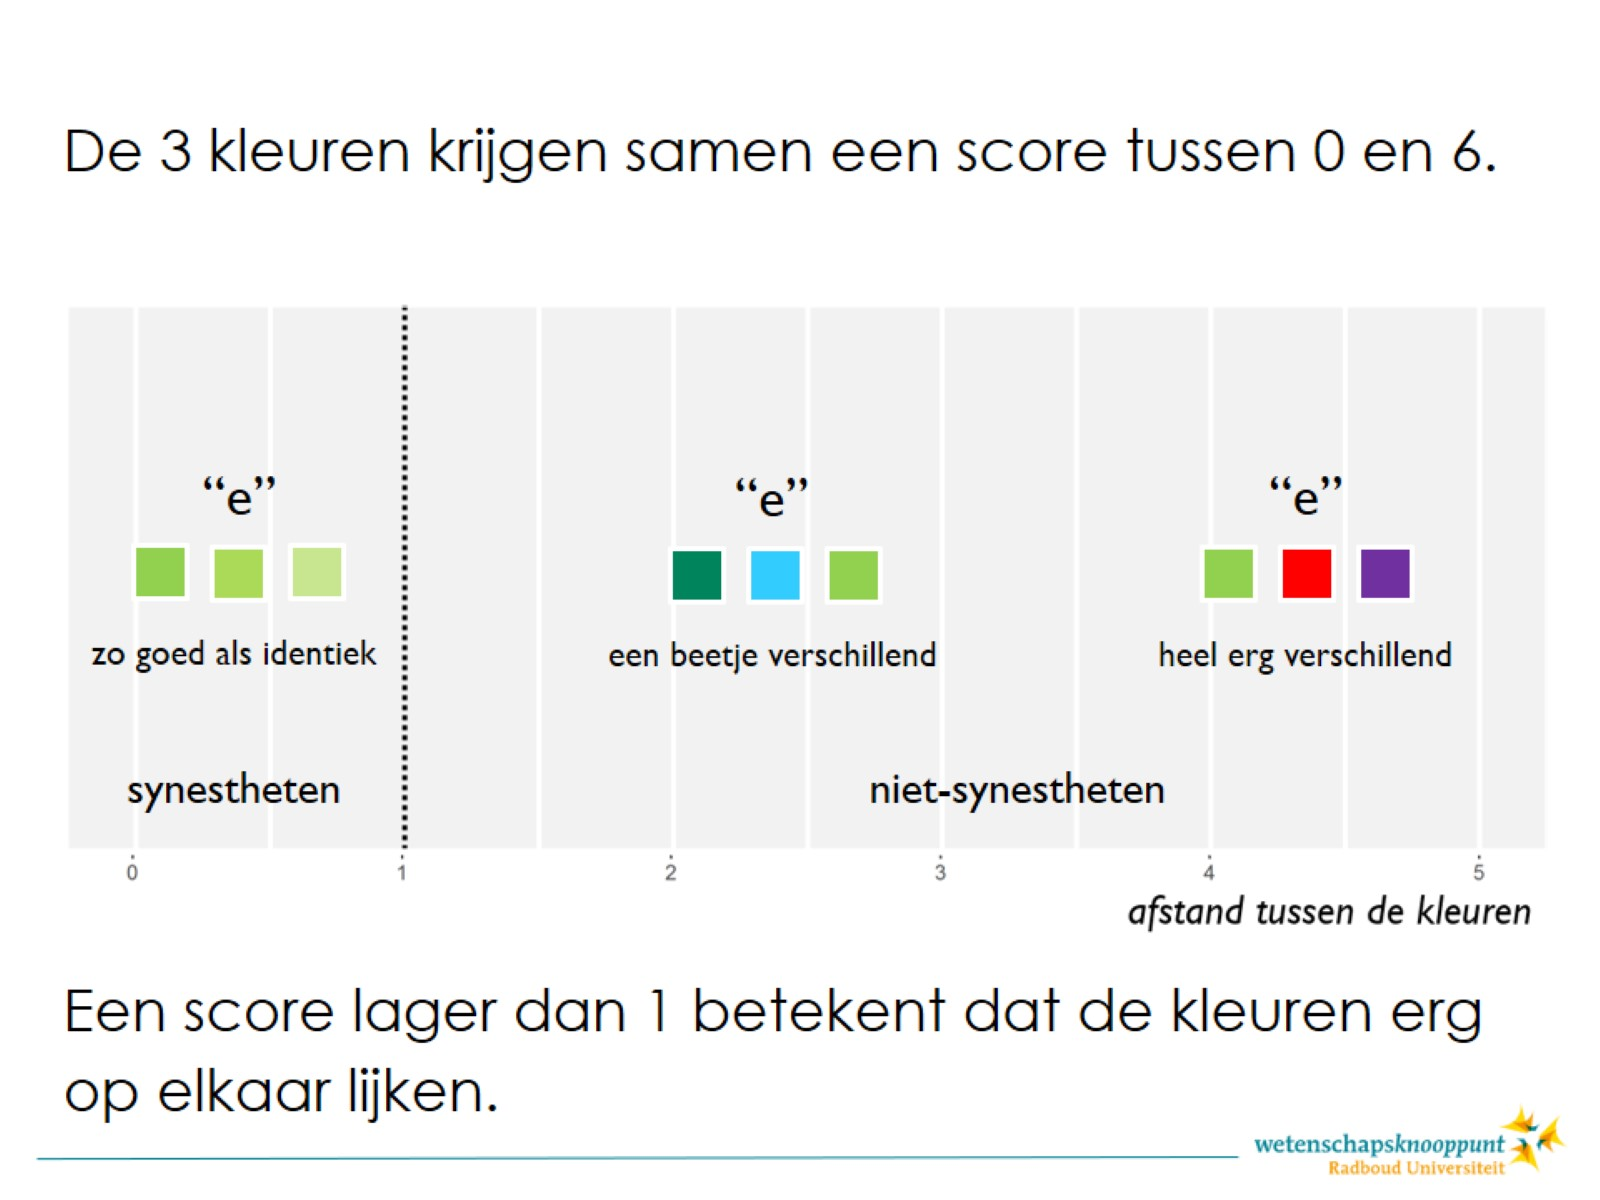 De 3 kleuren krijgen samen een score tussen 0 en 6.
“e” “e” “e”
zo goed als identiek een beetje verschillend heel erg verschillend
synestheten niet-synestheten
0 1 2 3 4 5
afstand tussen de kleuren
Een score lager dan 1 betekent dat de kleuren erg
op elkaar lijken.
wetenschapsknooppunt
Radboud Universiteit